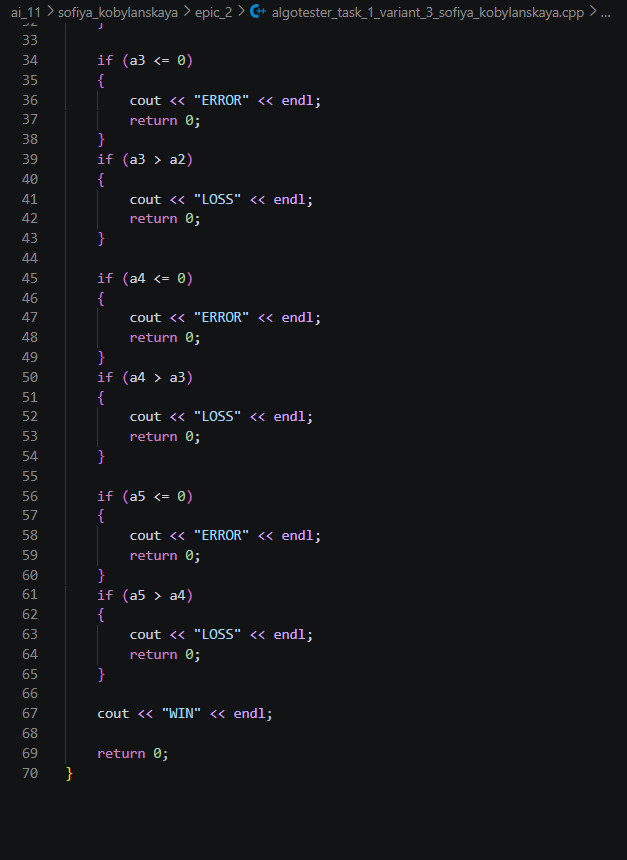 ai_11 > sofiya_kobylanskaya > epic_2 > algotester_task_1_variant_3_sofiya_kobylanskaya.cpp > ...
32 }
33
34 if (a3 <= 0)
35 {
36 cout << "ERROR" << endl;
37 return 0;
38 }
39 if (a3 > a2)
40 {
41 cout << "LOSS" << endl;
42 return 0;
43 }
44
45 if (a4 <= 0)
46 {
47 cout << "ERROR" << endl;
48 return 0;
49 }
50 if (a4 > a3)
51 {
52 cout << "LOSS" << endl;
53 return 0;
54 }
55
56 if (a5 <= 0)
57 {
58 cout << "ERROR" << endl;
59 return 0;
60 }
61 if (a5 > a4)
62 {
63 cout << "LOSS" << endl;
64 return 0;
65 }
66
67 cout << "WIN" << endl;
68
69 return 0;
70 }